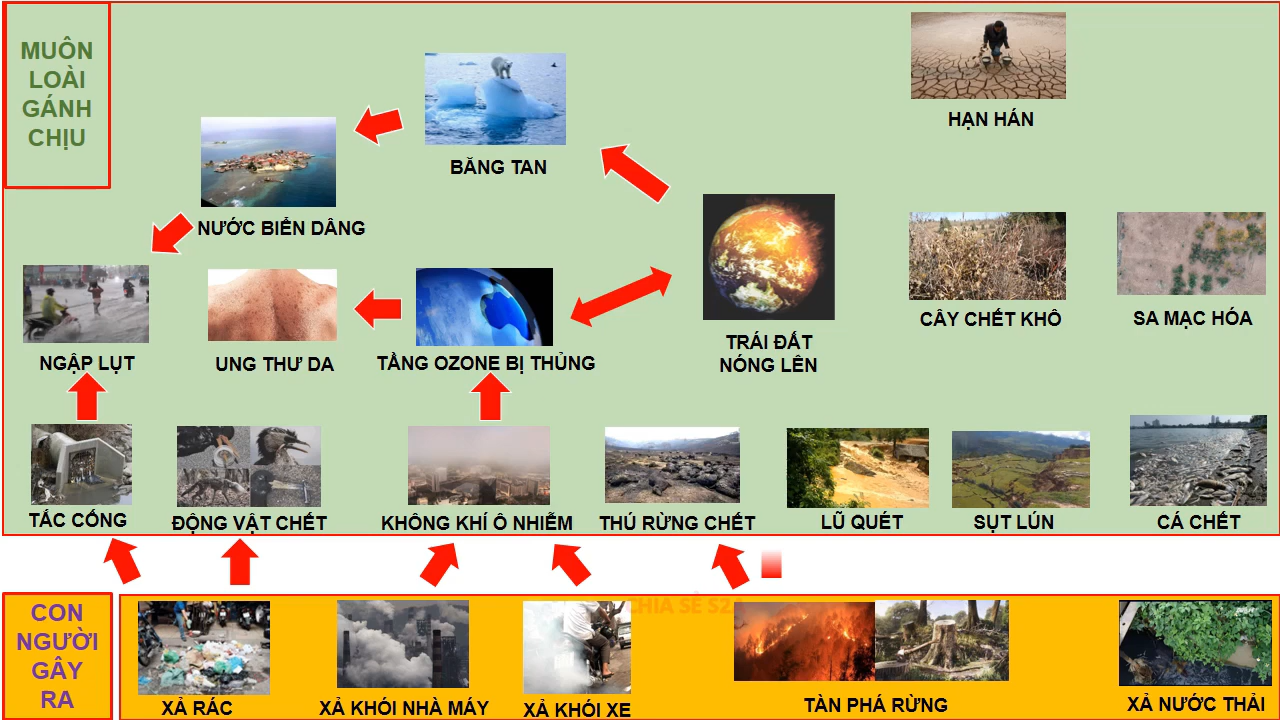 MUÔN
LOÀI
GÁNH
CHỊU
HẠN HÁN
BĂNG TAN
NƯỚC BIỂN DÂNG
CÂY CHẾT KHÔ
SA MẠC HÓA
TRÁI ĐẤT
NÓNG LÊN
NGẬP LỤT
UNG THƯ DA
TẦNG OZONE BỊ THỦNG
TẮC CỐNG
ĐỘNG VẬT CHẾT
KHÔNG KHÍ Ô NHIỄM
THÚ RỪNG CHẾT
LŨ QUÉT
SỤT LÚN
CÁ CHẾT
CON
NGƯỜI
GÂY
RA
CHIA SẺ
XẢ RÁC
XẢ KHÓI NHÀ MÁY
XẢ KHÓI XE
TÀN PHÁ RỪNG
XẢ NƯỚC THẢI